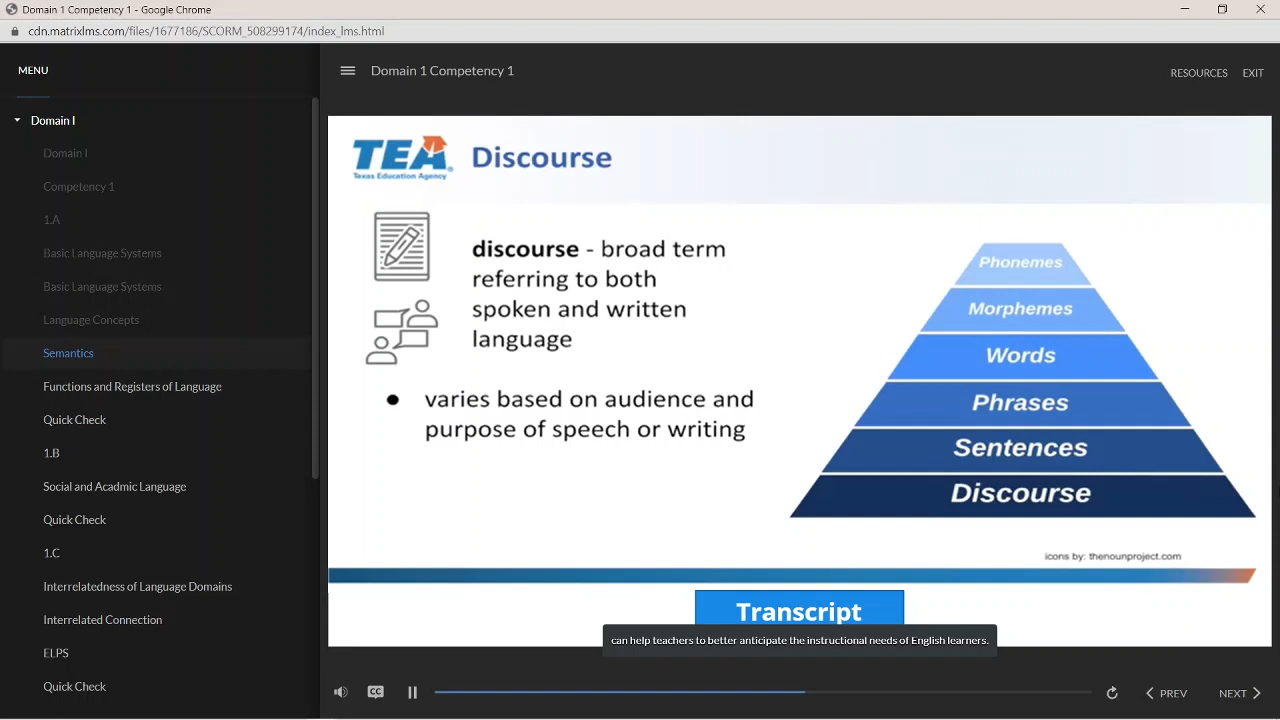 Domain 1 Competency 1 - Google Chrome
cdn.matrixlms.com/files/1677186/SCORM_508299174/index_lms.html
MENU
Domain 1 Competency 1
RESOURCES
EXIT
Domain I
Domain I
Competency 1
1.A
Basic Language Systems
Basic Language Systems
Language Concepts
Semantics
Functions and Registers of Language
Quick Check
1.B
Social and Acadmic Language
Quick Check
1.C
Interrelatedness of Language Domains
Interrelated Connection
ELPS
Quick Check
TEA®
Texas Education Agency
Discourse
discourse - broad term
referring to both
spoken and written
language
● varies based on audience and
purpose of speech or writing
Phonemes
Morphemes
Words
Phrases
Sentences
Discourse
icons by: thenounproject.com
Transcript
can help teachers to better anticipate the instructional needs of English learners.
CC
PREV
NEXT